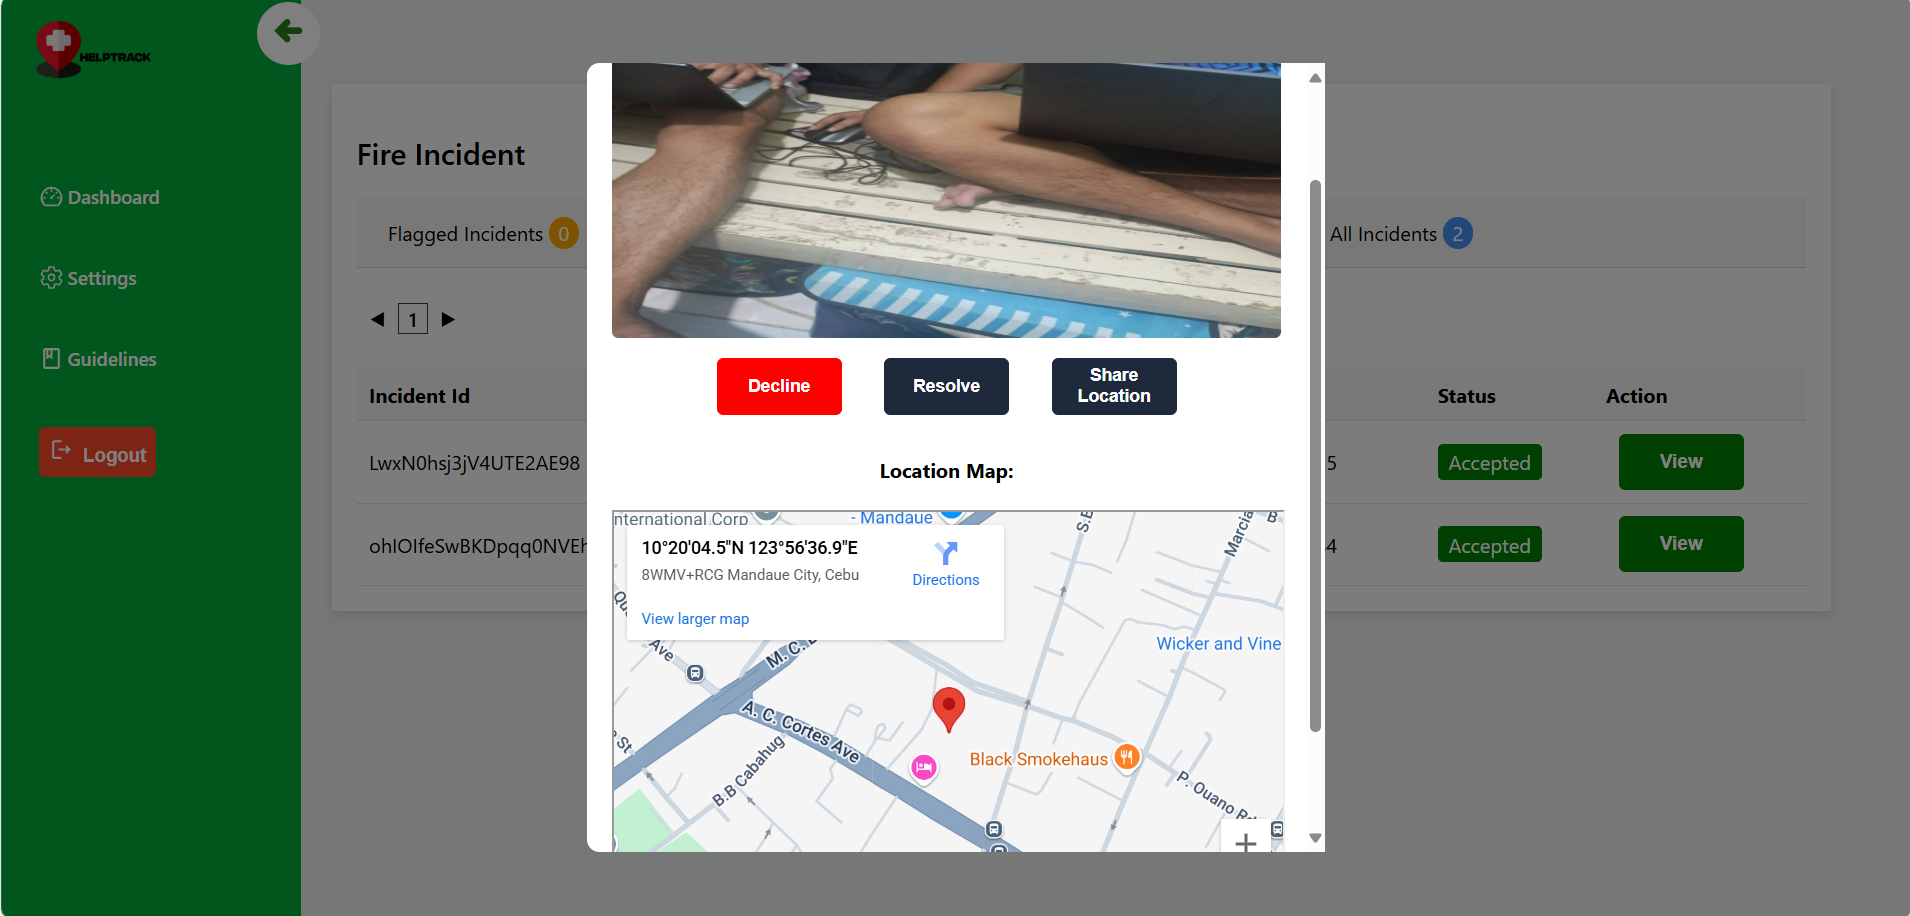 HELPTRACK
Dashboard
Settings
Guidelines
Logout
Fire Incident
Flagged Incidents 0
All Incidents 2
1
Incident Id
Status
Action
LwxN0hsj3jV4UTE2AE98
5
Accepted
View
4
Accepted
View
Decline
Resolve
Share
Location
Location Map:
International Corp
- Mandaue
10°20'04.5"N 123°56'36.9"E
8WMV+RCG Mandaue City, Cebu
Directions
View larger map
Ave
M. C.
A. C. Cortes Ave
B.B Cabahug
St
Wicker and Vine
Black Smokehaus
P. Ouano